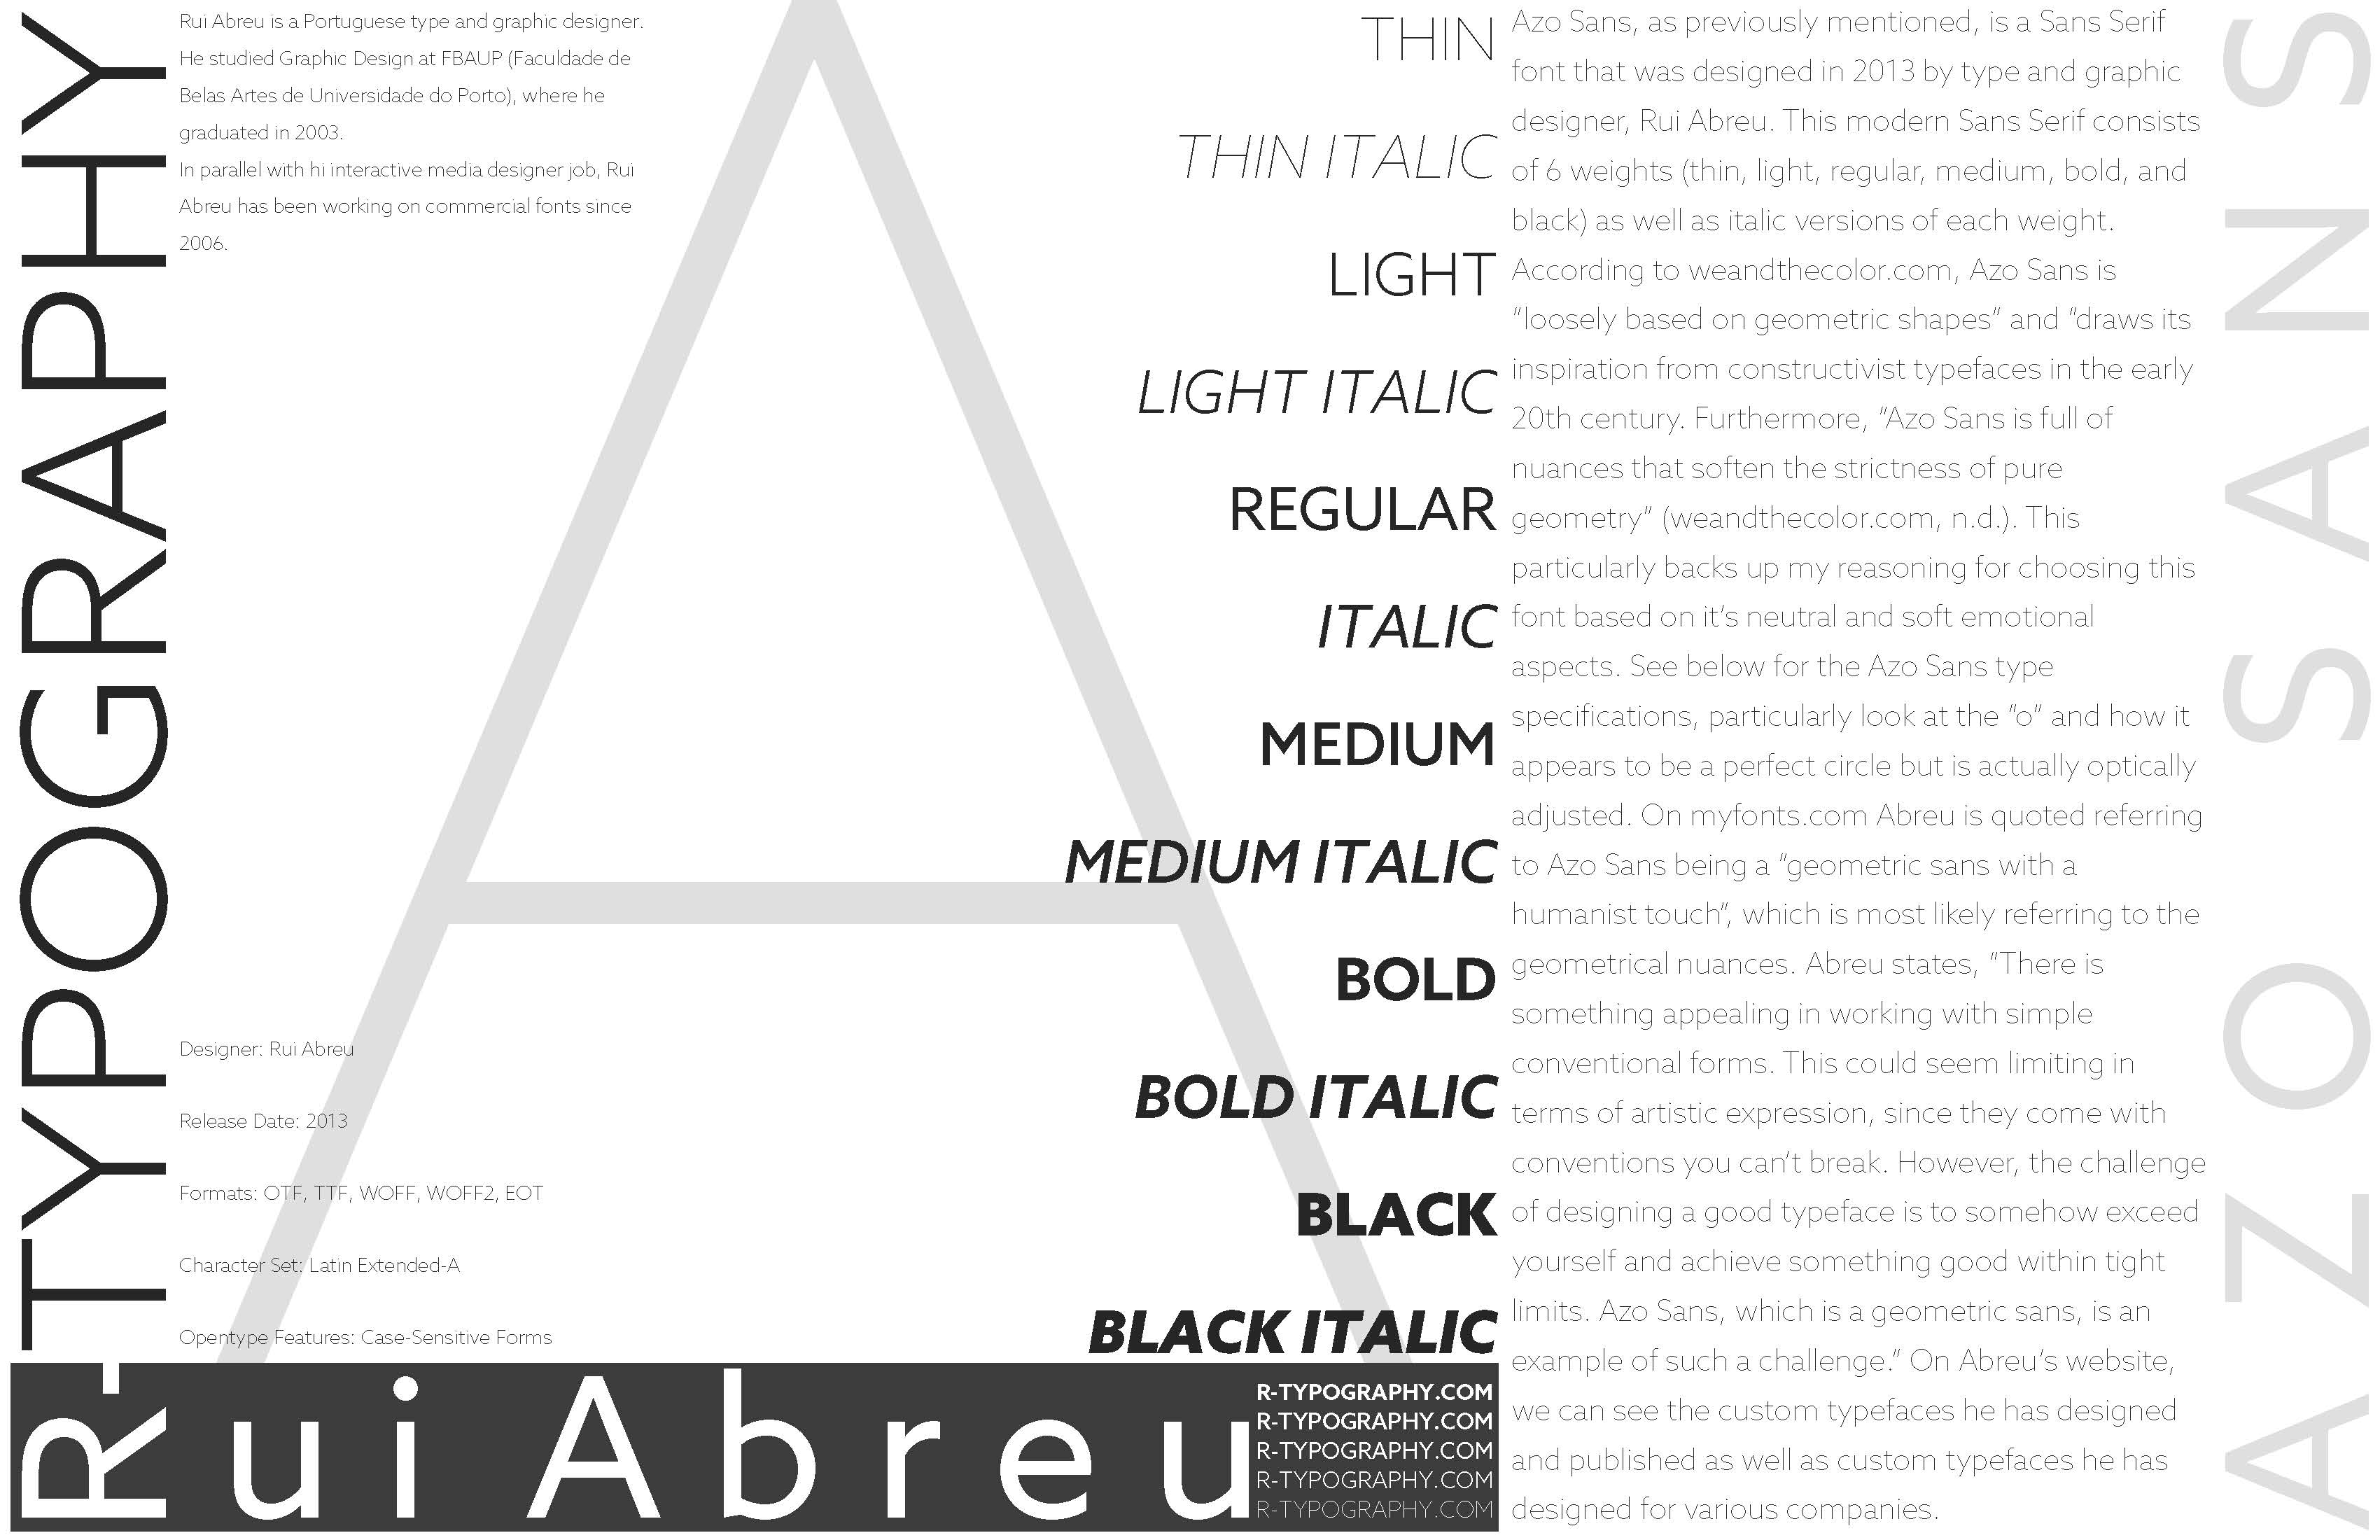 R-TYPOGRAPHY
Rui Abreu is a Portuguese type and graphic designer.
He studied Graphic Design at FBAUP (Faculdade de
Belas Artes de Universidade do Porto), where he
graduated in 2003.
In parallel with hi interactive media designer job, Rui
Abreu has been working on commercial fonts since
2006.
Designer: Rui Abreu
Release Date: 2013
Formats: OTF, TTF, WOFF, WOFF2, EOT
Character Set: Latin Extended-A
Opentype Features: Case-Sensitive Forms
A
THIN
THIN ITALIC
LIGHT
LIGHT ITALIC
REGULAR
ITALIC
MEDIUM
MEDIUM ITALIC
BOLD
BOLD ITALIC
BLACK
BLACK ITALIC
Rui Abreu
R-TYPOGRAPHY.COM
R-TYPOGRAPHY.COM
R-TYPOGRAPHY.COM
R-TYPOGRAPHY.COM
R-TYPOGRAPHY.COM
Azo Sans, as previously mentioned, is a Sans Serif
font that was designed in 2013 by type and graphic
designer, Rui Abreu. This modern Sans Serif consists
of 6 weights (thin, light, regular, medium, bold, and
black) as well as italic versions of each weight.
According to weandthecolor.com, Azo Sans is
“loosely based on geometric shapes” and “draws its
inspiration from constructivist typefaces in the early
20th century. Furthermore, “Azo Sans is full of
nuances that soften the strictness of pure
geometry” (weandthecolor.com, n.d.). This
particularly backs up my reasoning for choosing this
font based on it’s neutral and soft emotional
aspects. See below for the Azo Sans type
specifications, particularly look at the “o” and how it
appears to be a perfect circle but is actually optically
adjusted. On myfonts.com Abreu is quoted referring
to Azo Sans being a “geometric sans with a
humanist touch”, which is most likely referring to the
geometrical nuances. Abreu states, “There is
something appealing in working with simple
conventional forms. This could seem limiting in
terms of artistic expression, since they come with
conventions you can’t break. However, the challenge
of designing a good typeface is to somehow exceed
yourself and achieve something good within tight
limits. Azo Sans, which is a geometric sans, is an
example of such a challenge.” On Abreu’s website,
we can see the custom typefaces he has designed
and published as well as custom typefaces he has
designed for various companies.
AZO SANS